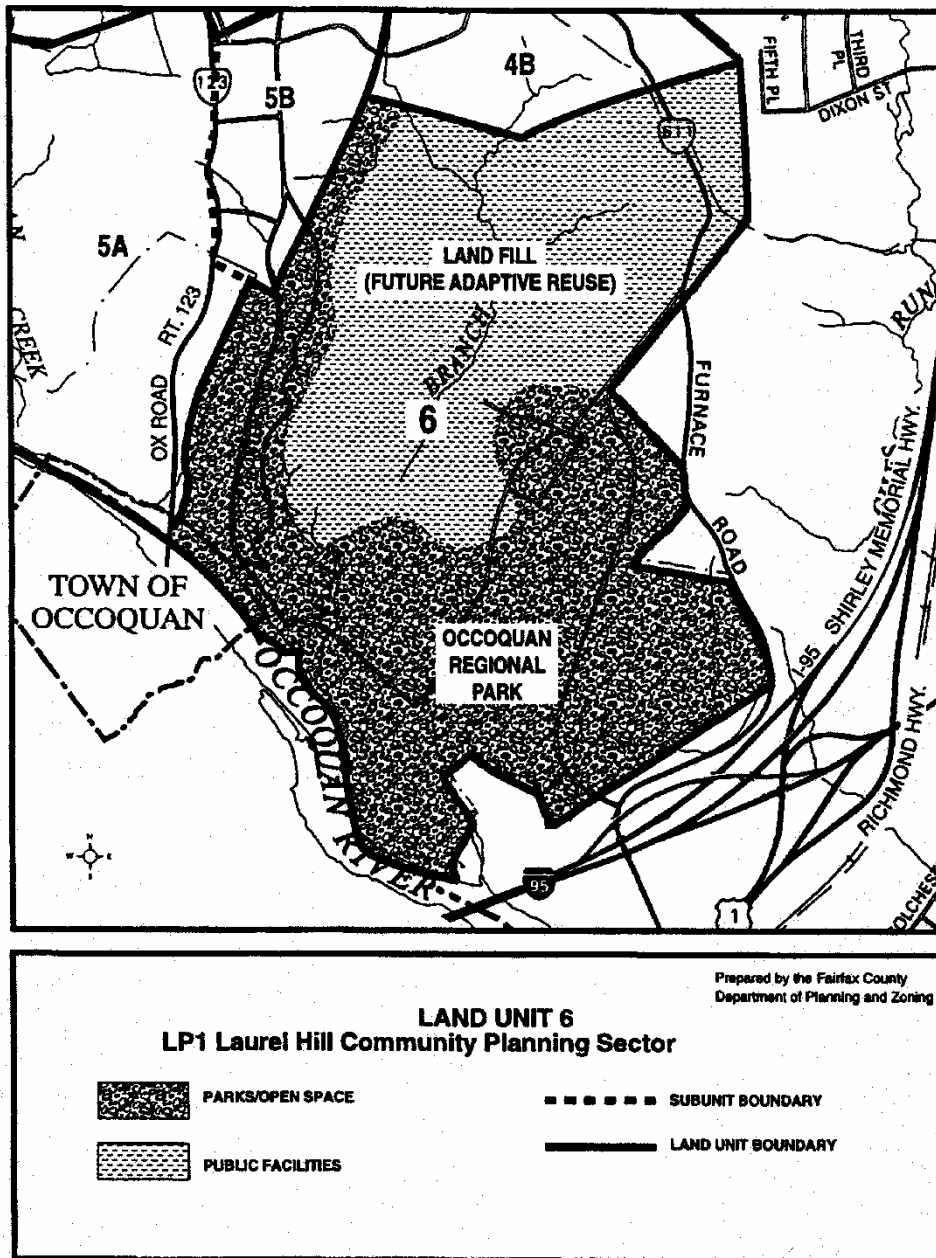 4B
5B
5A
123
611
FIFTH PL
THIRD
PL
DIXON ST
LAND FILL
(FUTURE ADAPTIVE REUSE)
BRANCH
6
RT. 123
OX ROAD
CREEK
RUN
FURNACE
ROAD
TOWN OF
OCCOQUAN
OCCOQUAN
REGIONAL
PARK
OCCOQUAN RIVER
I-95 SHIRLEY MEMORIAL HWY.
RICHMOND HWY.
95
1
N
W E
S
Prepared by the Fairfax County
Department of Planning and Zoning
LAND UNIT 6
LP1 Laurel Hill Community Planning Sector
PARKS/OPEN SPACE
SUBUNIT BOUNDARY
PUBLIC FACILITIES
LAND UNIT BOUNDARY